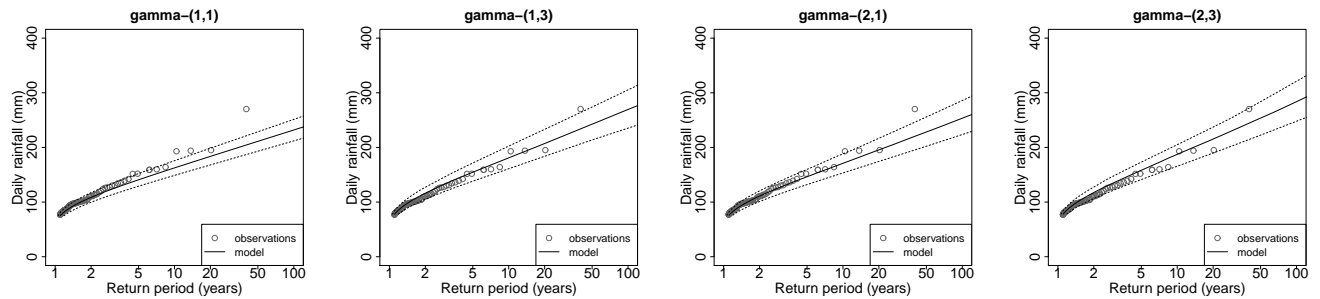 gamma−(1,1)
Daily rainfall (mm)
400
300
200
100
0
observations
model
1 2 5 10 20 50 100
Return period (years)
gamma−(1,3)
Daily rainfall (mm)
400
300
200
100
0
observations
model
1 2 5 10 20 50 100
Return period (years)
gamma−(2,1)
Daily rainfall (mm)
400
300
200
100
0
observations
model
1 2 5 10 20 50 100
Return period (years)
gamma−(2,3)
Daily rainfall (mm)
400
300
200
100
0
observations
model
1 2 5 10 20 50 100
Return period (years)